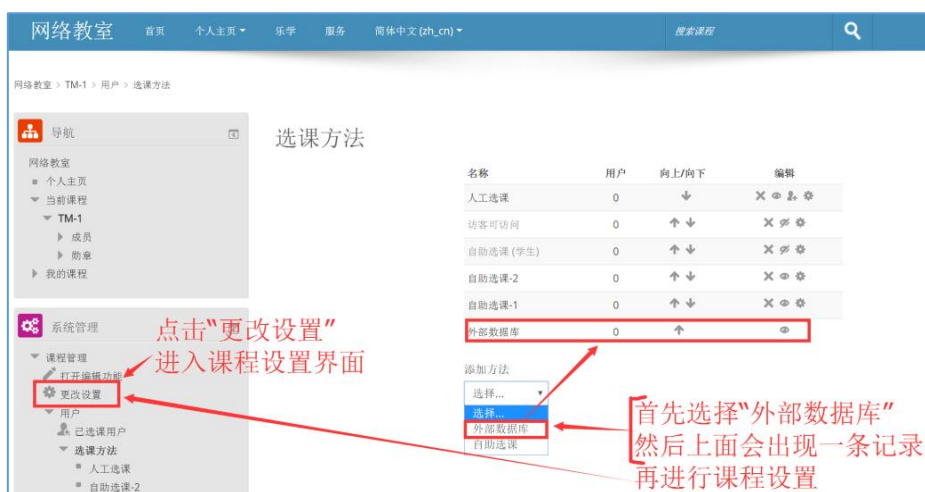 网络教室 首页 个人主页 乐学 服务 简体中文 (zh_cn) 搜索课程
网络教室 > TM-1 > 用户 > 选课方法
导航
网络教室
个人主页
当前课程
TM-1
成员
勋章
我的课程
系统管理
课程管理
打开编辑功能
更改设置
用户
已选课用户
选课方法
人工选课
自助选课-2
点击“更改设置”
进入课程设置界面
选课方法
名称 用户 向上/向下 编辑
人工选课 0
访客可访问 0
自助选课 (学生) 0
自助选课-2 0
自助选课-1 0
外部数据库 0
添加方法
选择...
选择...
外部数据库
自助选课
首先选择“外部数据库”
然后上面会出现一条记录
再进行课程设置